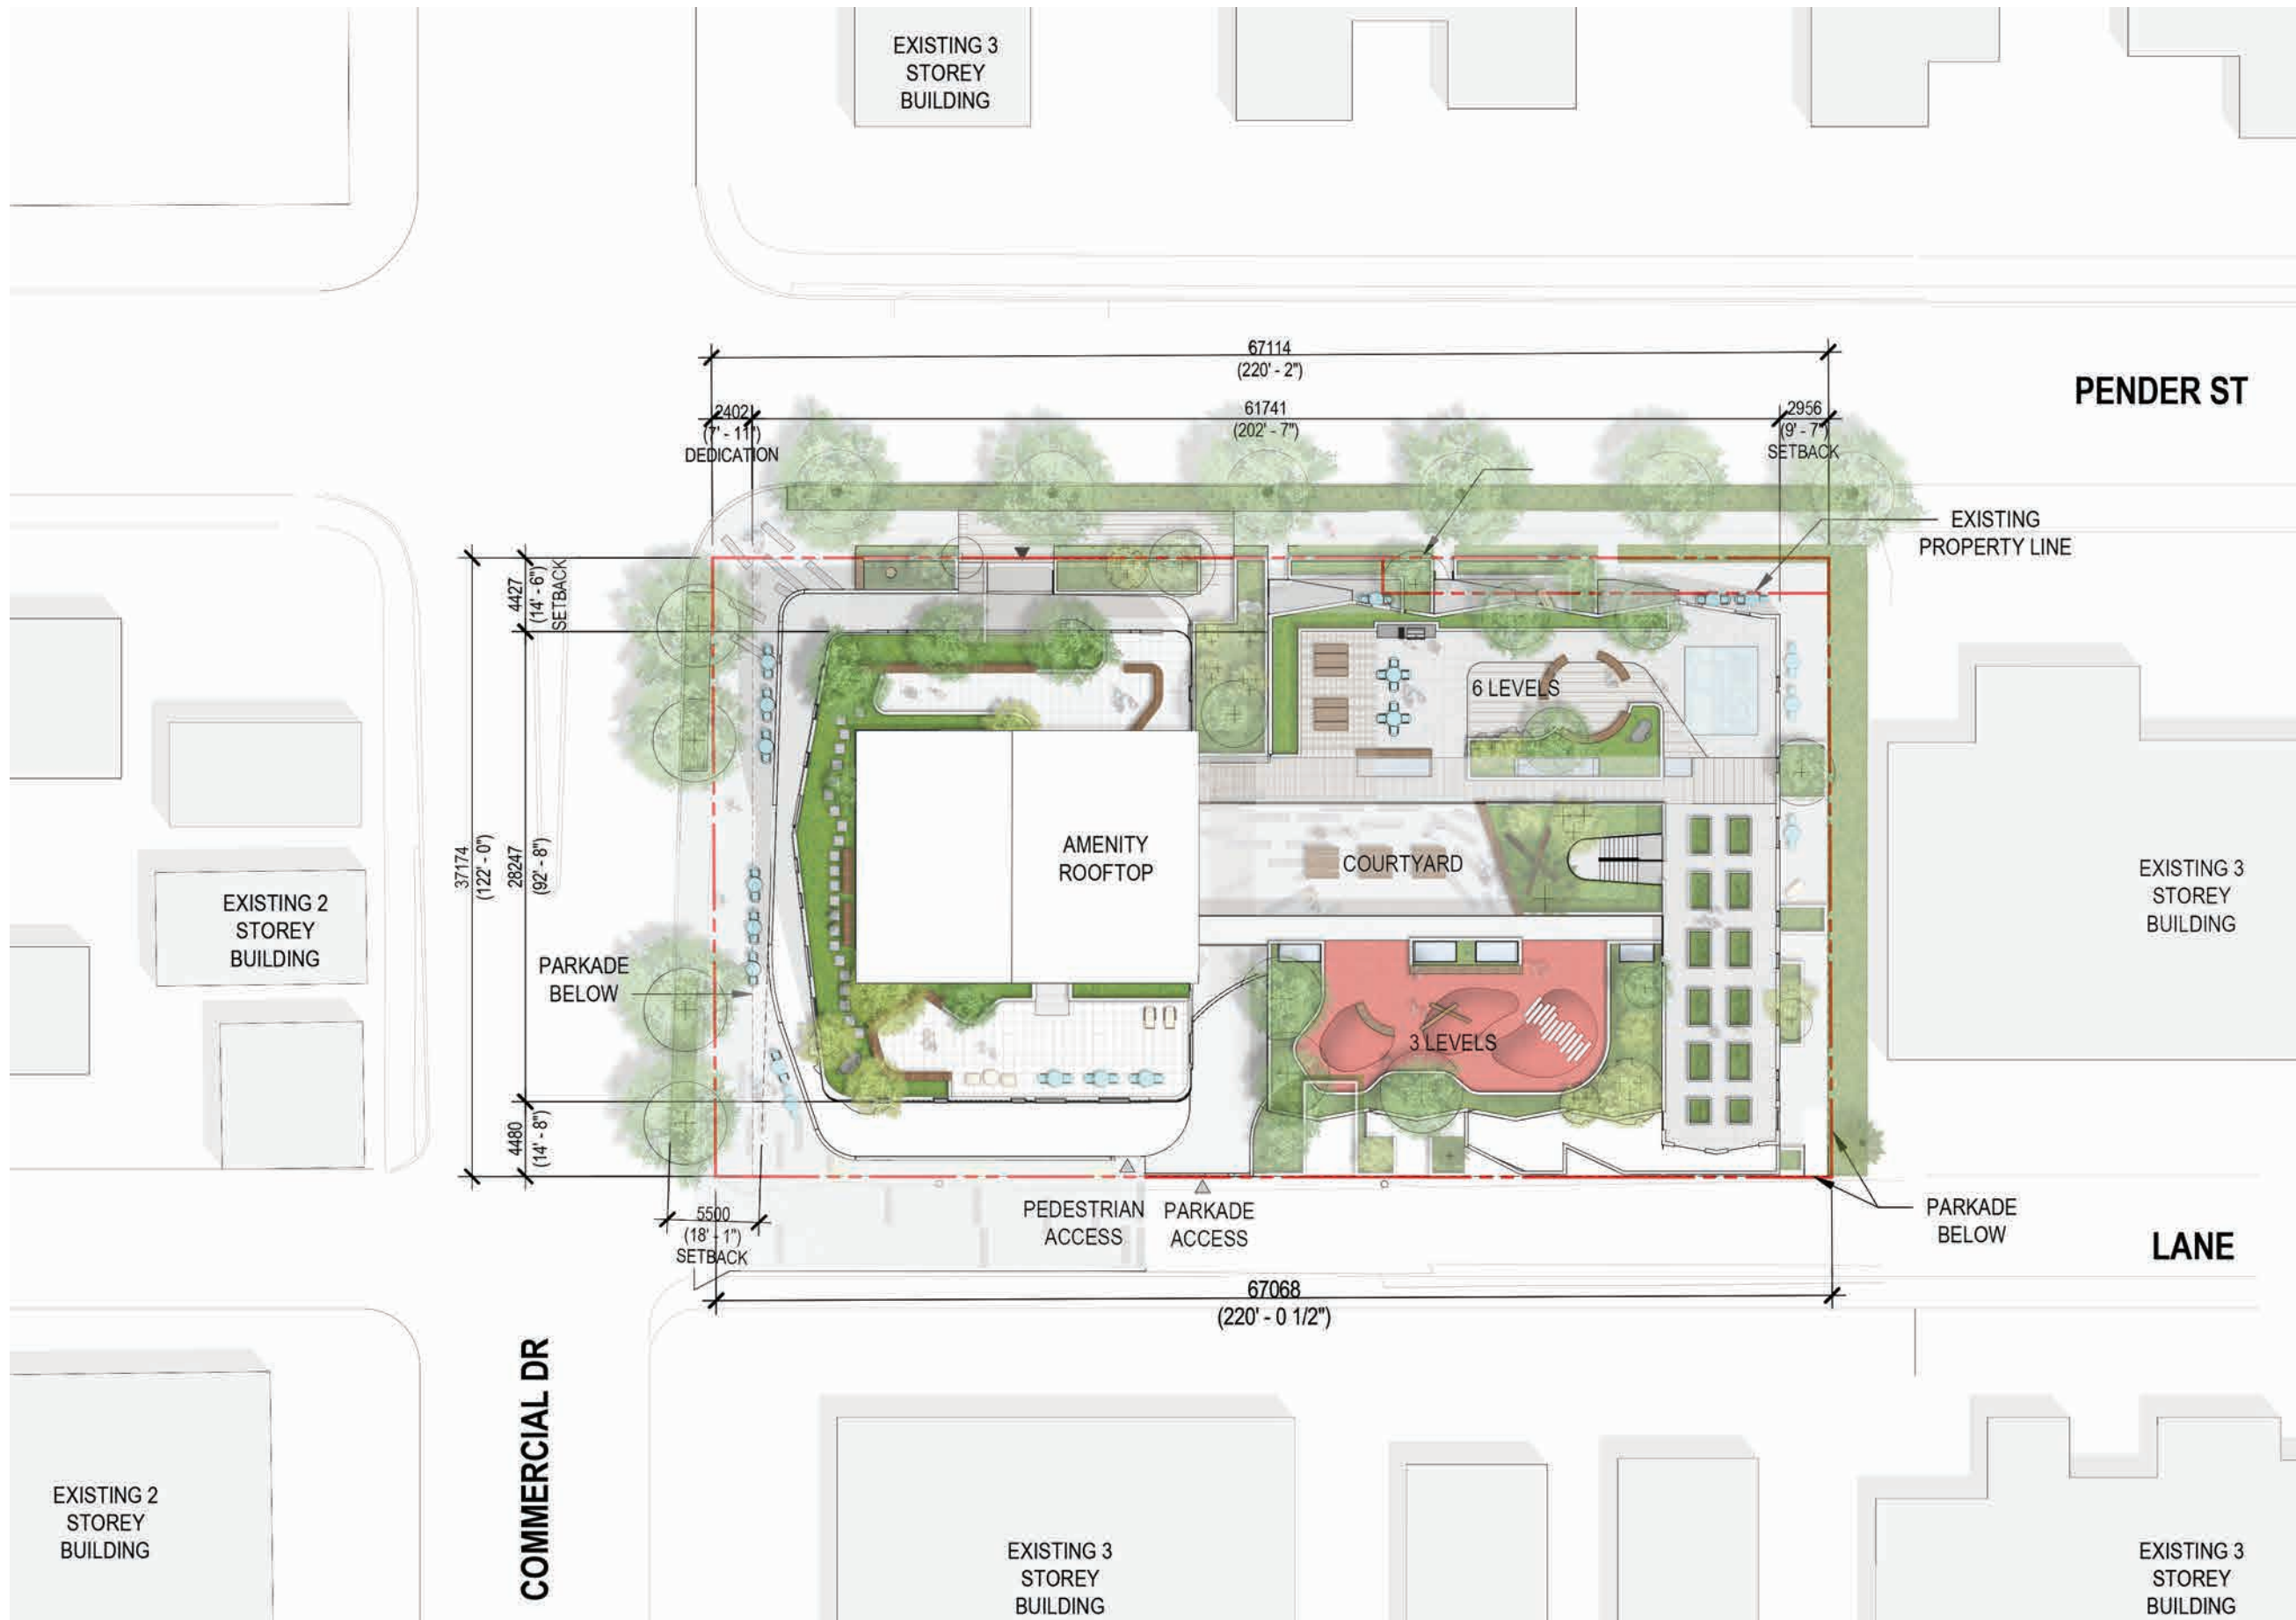 EXISTING 3
STOREY
BUILDING
67114
(220' - 2")
PENDER ST
2402
(7' - 11")
DEDICATION
61741
(202' - 7")
2956
(9' - 7")
SETBACK
EXISTING
PROPERTY LINE
4427
(14' - 6")
SETBACK
6 LEVELS
37174
(122' - 0")
28247
(92' - 8")
AMENITY
ROOFTOP
COURTYARD
EXISTING 3
STOREY
BUILDING
EXISTING 2
STOREY
BUILDING
PARKADE
BELOW
3 LEVELS
4480
(14' - 8")
5500
(18' - 1")
SETBACK
PEDESTRIAN
ACCESS
PARKADE
ACCESS
PARKADE
BELOW
LANE
67068
(220' - 0 1/2")
COMMERCIAL DR
EXISTING 2
STOREY
BUILDING
EXISTING 3
STOREY
BUILDING
EXISTING 3
STOREY
BUILDING